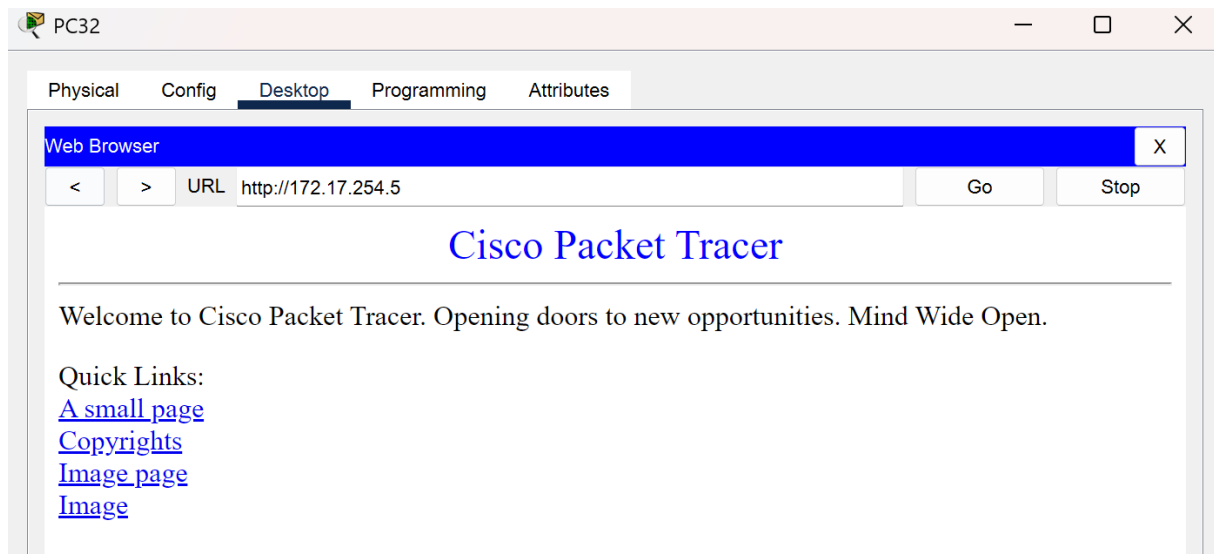 PC32
Physical Config Desktop Programming Attributes
Web Browser X
< > URL http://172.17.254.5 Go Stop
Cisco Packet Tracer
Welcome to Cisco Packet Tracer. Opening doors to new opportunities. Mind Wide Open.
Quick Links:
A small page
Copyrights
Image page
Image